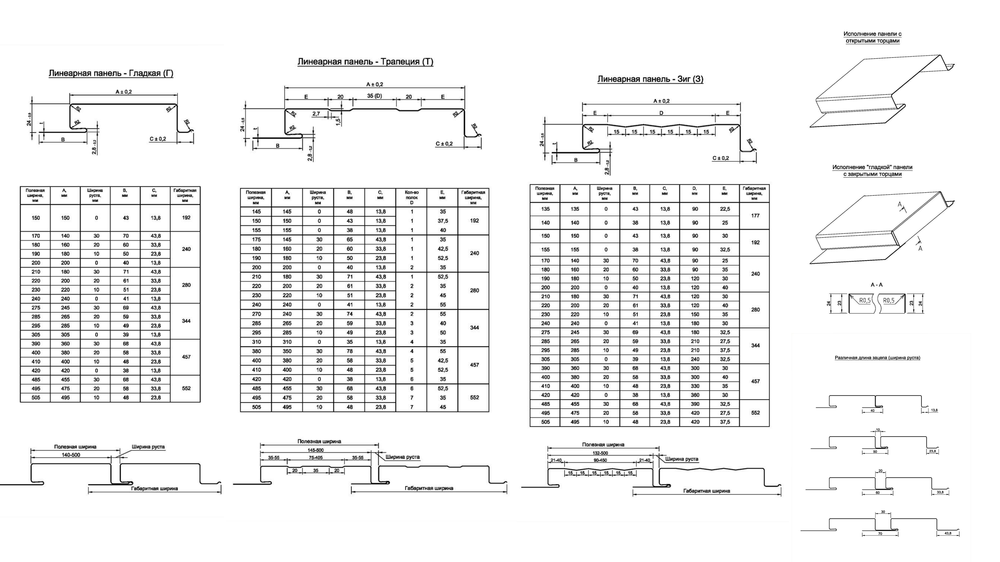 Линеарная панель - Гладкая (Г)
A ± 0,2
24 -0,5
t
R2
R2
R2
R2
B
2,8 -0,2
C ± 0,2
Полезная ширина, мм | А, мм | Ширина руста, мм | В, мм | С, мм | Габаритная ширина, мм
150 150 0 43 13,8 192
170 140 30 70 43,8 240
180 160 20 60 33,8
190 180 10 50 23,8
200 200 0 40 13,8
210 180 30 71 43,8 280
220 200 20 61 33,8
230 220 10 51 23,8
240 240 0 41 13,8
275 245 30 69 43,8 344
285 265 20 59 33,8
295 285 10 49 23,8
305 305 0 39 13,8
390 360 30 68 43,8 457
400 380 20 58 33,8
410 400 10 48 23,8
420 420 0 38 13,8
485 455 30 68 43,8 552
495 475 20 58 33,8
505 495 10 48 23,8
Полезная ширина
Ширина руста
140-500
Габаритная ширина
Линеарная панель - Трапеция (Т)
A ± 0,2
E 20 35 (D) 20 E
24 -0,5
t
R2
R2
R2
R2
2,7
1,5
B
2,8 -0,2
C ± 0,2
Полезная ширина, мм | А, мм | Ширина руста, мм | В, мм | С, мм | Кол-во полок D | Е, мм | Габаритная ширина, мм
145 145 0 48 13,8 1 35 192
150 150 0 43 13,8 1 37,5
155 155 0 38 13,8 1 40
175 145 30 65 43,8 1 35 240
180 160 20 60 33,8 1 42,5
190 180 10 50 23,8 1 52,5
200 200 0 40 13,8 2 35
210 180 30 71 43,8 1 52,5 280
220 200 20 61 33,8 2 35
230 220 10 51 23,8 2 45
240 240 0 41 13,8 2 55
270 240 30 74 43,8 2 55 344
285 265 20 59 33,8 3 40
295 285 10 49 23,8 3 50
310 310 0 35 13,8 4 35
380 350 30 78 43,8 4 55 457
400 380 20 58 33,8 5 42,5
410 400 10 48 23,8 5 52,5
420 420 0 38 13,8 6 35
485 455 30 68 43,8 6 52,5 552
495 475 20 58 33,8 7 35
505 495 10 48 23,8 7 45
Полезная ширина
145-500
Ширина руста
35-55 75-405 35-55
20 35 20
Габаритная ширина
Линеарная панель - Зиг (З)
A ± 0,2
E D E
24 -0,5
t
R2
R2
R2
R2
15 15 15 15 15 15
B
2,8 -0,2
C ± 0,2
Полезная ширина, мм | А, мм | Ширина руста, мм | В, мм | С, мм | D, мм | Е, мм | Габаритная ширина, мм
135 135 0 43 13,8 90 22,5 177
140 140 0 38 13,8 90 25
150 150 0 43 13,8 90 30 192
155 155 0 38 13,8 90 32,5
170 140 30 70 43,8 90 25 240
180 160 20 60 33,8 90 35
190 180 10 50 23,8 120 30
200 200 0 40 13,8 120 40
210 180 30 71 43,8 120 30 280
220 200 20 61 33,8 120 40
230 220 10 51 23,8 150 35
240 240 0 41 13,8 180 30
275 245 30 69 43,8 180 32,5 344
285 265 20 59 33,8 210 27,5
295 285 10 49 23,8 210 37,5
305 305 0 39 13,8 240 32,5
390 360 30 68 43,8 300 30 457
400 380 20 58 33,8 300 40
410 400 10 48 23,8 330 35
420 420 0 38 13,8 360 30
485 455 30 68 43,8 390 32,5 552
495 475 20 58 33,8 420 27,5
505 495 10 48 23,8 420 37,5
Полезная ширина
132-500
Ширина руста
21-40 90-450 21-40
15 15 15 15 15 15
Габаритная ширина
Исполнение панели с
открытыми торцами
Исполнение "гладкой" панели
с закрытыми торцами
А
А
А - А
24 23 R0,5 R0,5 23 24
Различная длина зацепа (ширина руста)
40 13,8
10
50 23,8
20
60 33,8
30
70 43,8